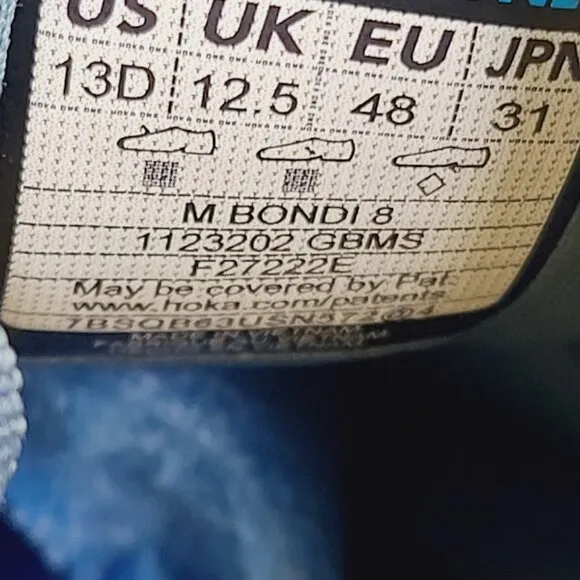 US UK EU JPN
13D 12.5 48 31
M BONDI 8
1123202 GBMS
F27222E
May be covered by Pat.
www.hoka.com/patents